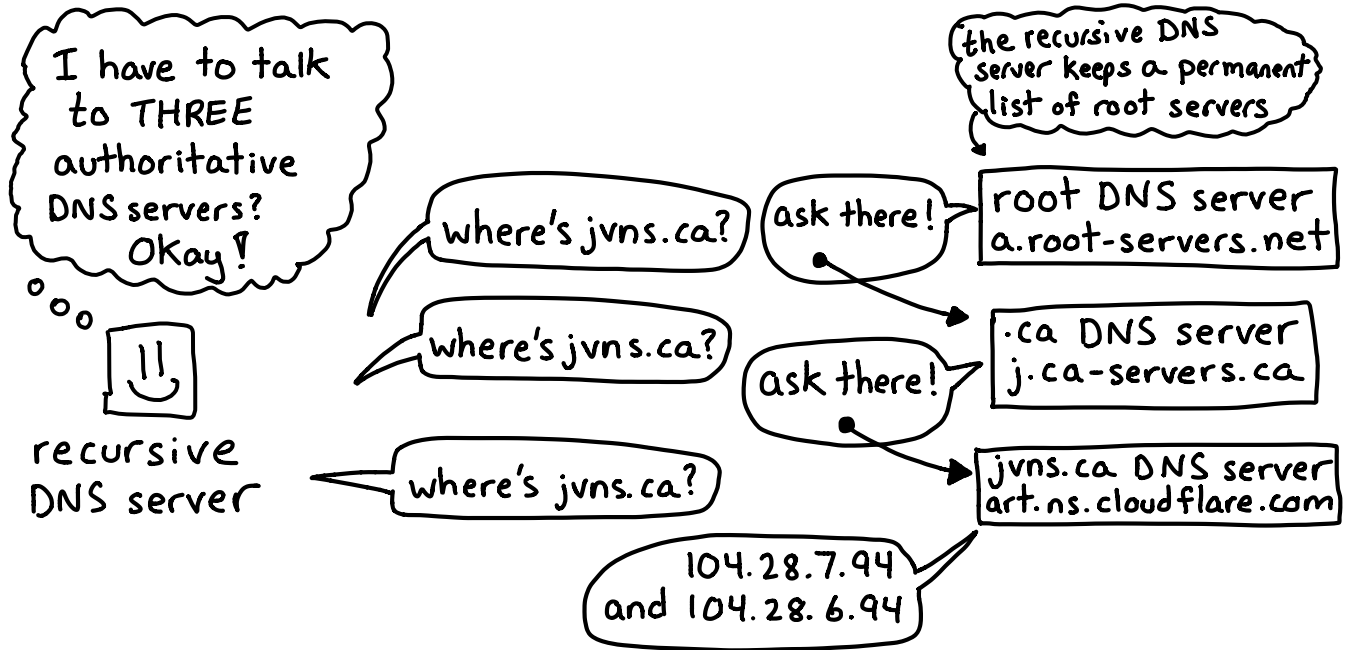 I have to talk
to THREE
authoritative
DNS servers?
Okay!
recursive
DNS server
where's jvns.ca?
where's jvns.ca?
where's jvns.ca?
the recursive DNS
server keeps a permanent
list of root servers
ask there!
root DNS server
a.root-servers.net
ask there!
.ca DNS server
j.ca-servers.ca
jvns.ca DNS server
art.ns.cloudflare.com
104.28.7.94
and 104.28.6.94